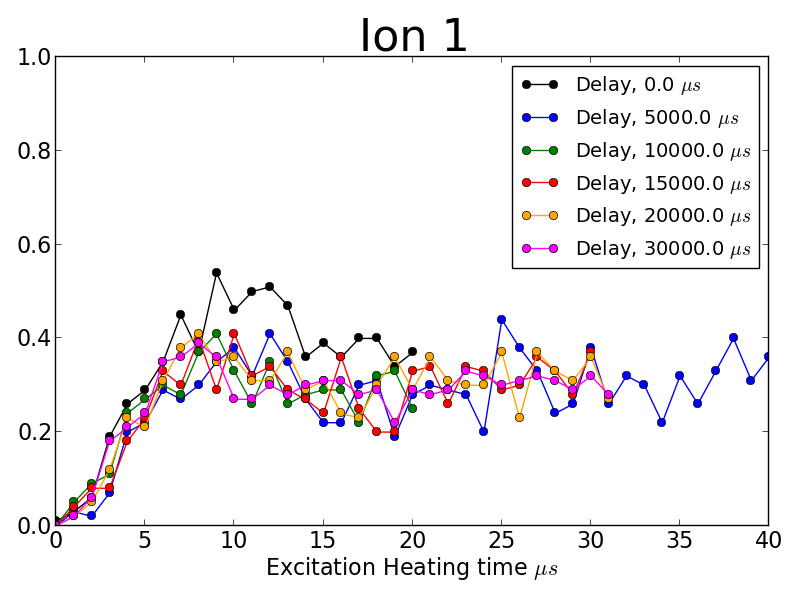 Ion 1
1.0
0.8
0.6
0.4
0.2
0.0
Delay, 0.0 μs
Delay, 5000.0 μs
Delay, 10000.0 μs
Delay, 15000.0 μs
Delay, 20000.0 μs
Delay, 30000.0 μs
0 5 10 15 20 25 30 35 40
Excitation Heating time μs